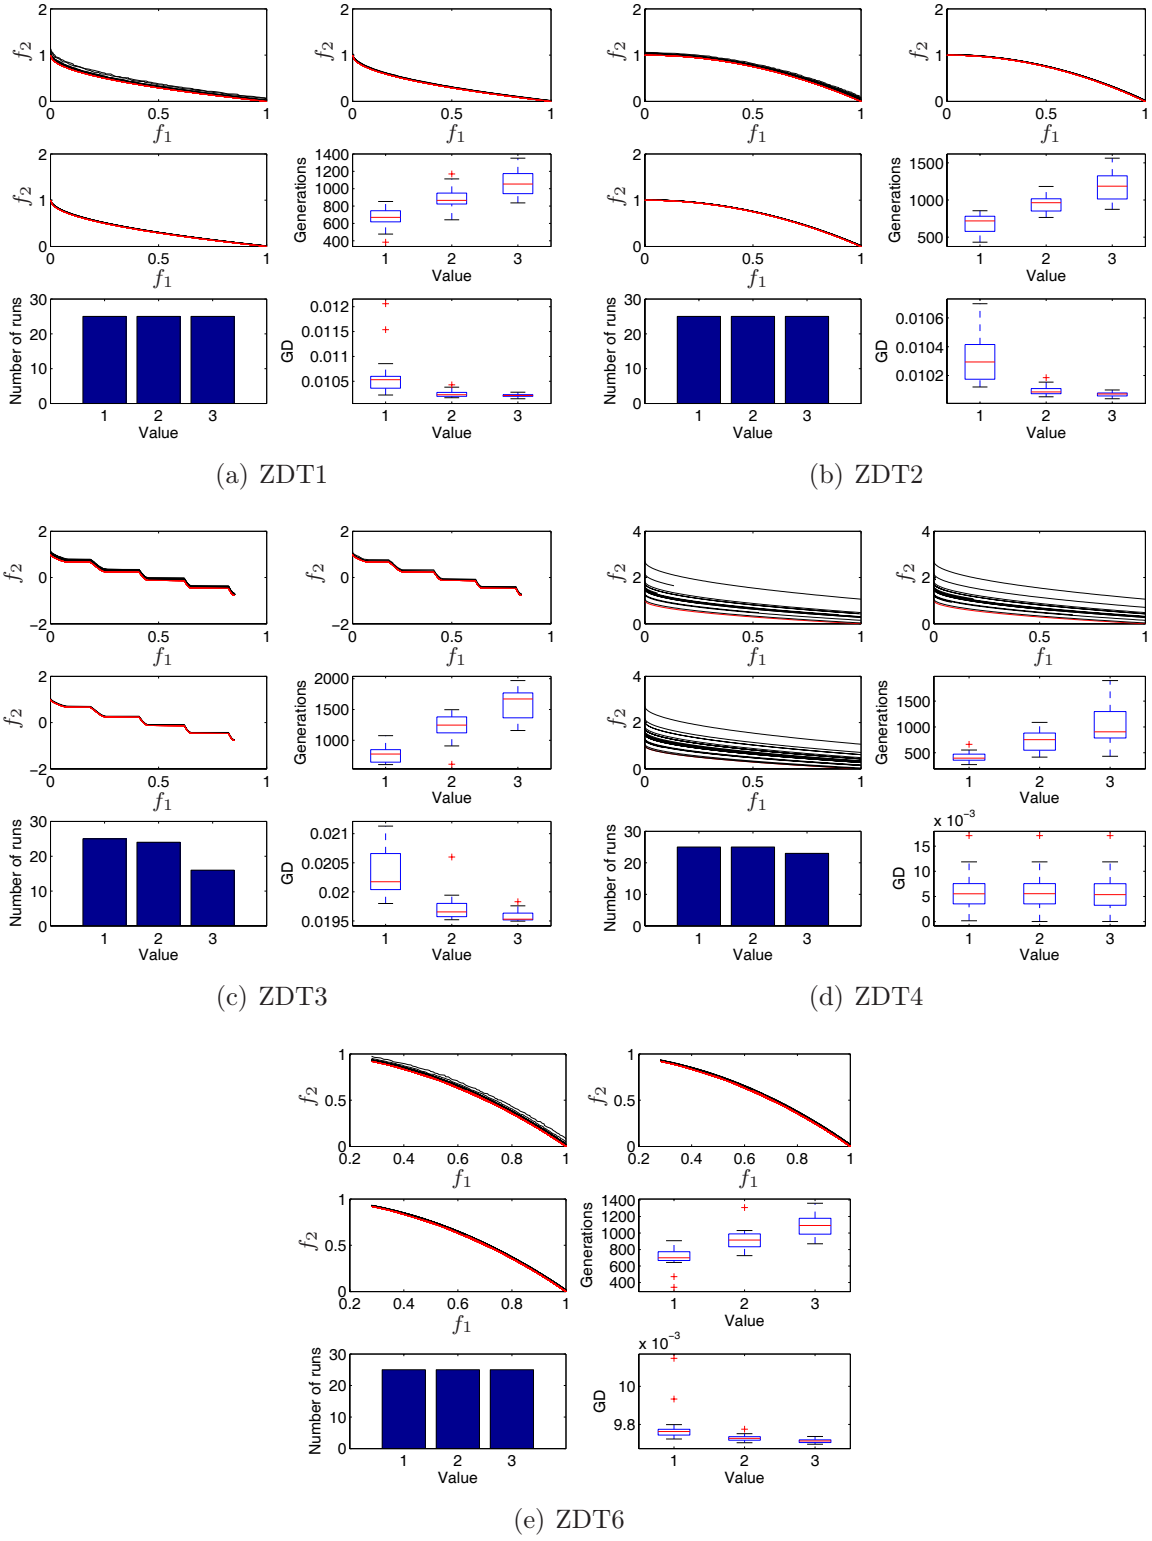 2
1
0
f2
0 0.5 1
f1
2
1
0
f2
0 0.5 1
f1
2
1
0
f2
0 0.5 1
f1
1400
1200
1000
800
600
400
Generations
1 2 3
Value
30
20
10
0
Number of runs
1 2 3
Value
0.012
0.0115
0.011
0.0105
GD
1 2 3
Value
(a) ZDT1
2
1
0
f2
0 0.5 1
f1
2
1
0
f2
0 0.5 1
f1
2
1
0
f2
0 0.5 1
f1
1500
1000
500
Generations
1 2 3
Value
30
20
10
0
Number of runs
1 2 3
Value
0.0106
0.0104
0.0102
GD
1 2 3
Value
(b) ZDT2
2
0
−2
f2
0 0.5 1
f1
2
0
−2
f2
0 0.5 1
f1
2
0
−2
f2
0 0.5 1
f1
2000
1500
1000
Generations
1 2 3
Value
30
20
10
0
Number of runs
1 2 3
Value
0.021
0.0205
0.02
0.0195
GD
1 2 3
Value
(c) ZDT3
4
2
0
f2
0 0.5 1
f1
4
2
0
f2
0 0.5 1
f1
4
2
0
f2
0 0.5 1
f1
1500
1000
500
Generations
1 2 3
Value
30
20
10
0
Number of runs
1 2 3
Value
x 10−3
15
10
5
0
GD
1 2 3
Value
(d) ZDT4
1
0.5
0
f2
0.2 0.4 0.6 0.8 1
f1
1
0.5
0
f2
0.2 0.4 0.6 0.8 1
f1
1
0.5
0
f2
0.2 0.4 0.6 0.8 1
f1
1400
1200
1000
800
600
400
Generations
1 2 3
Value
30
20
10
0
Number of runs
1 2 3
Value
x 10−3
10
9.8
GD
1 2 3
Value
(e) ZDT6